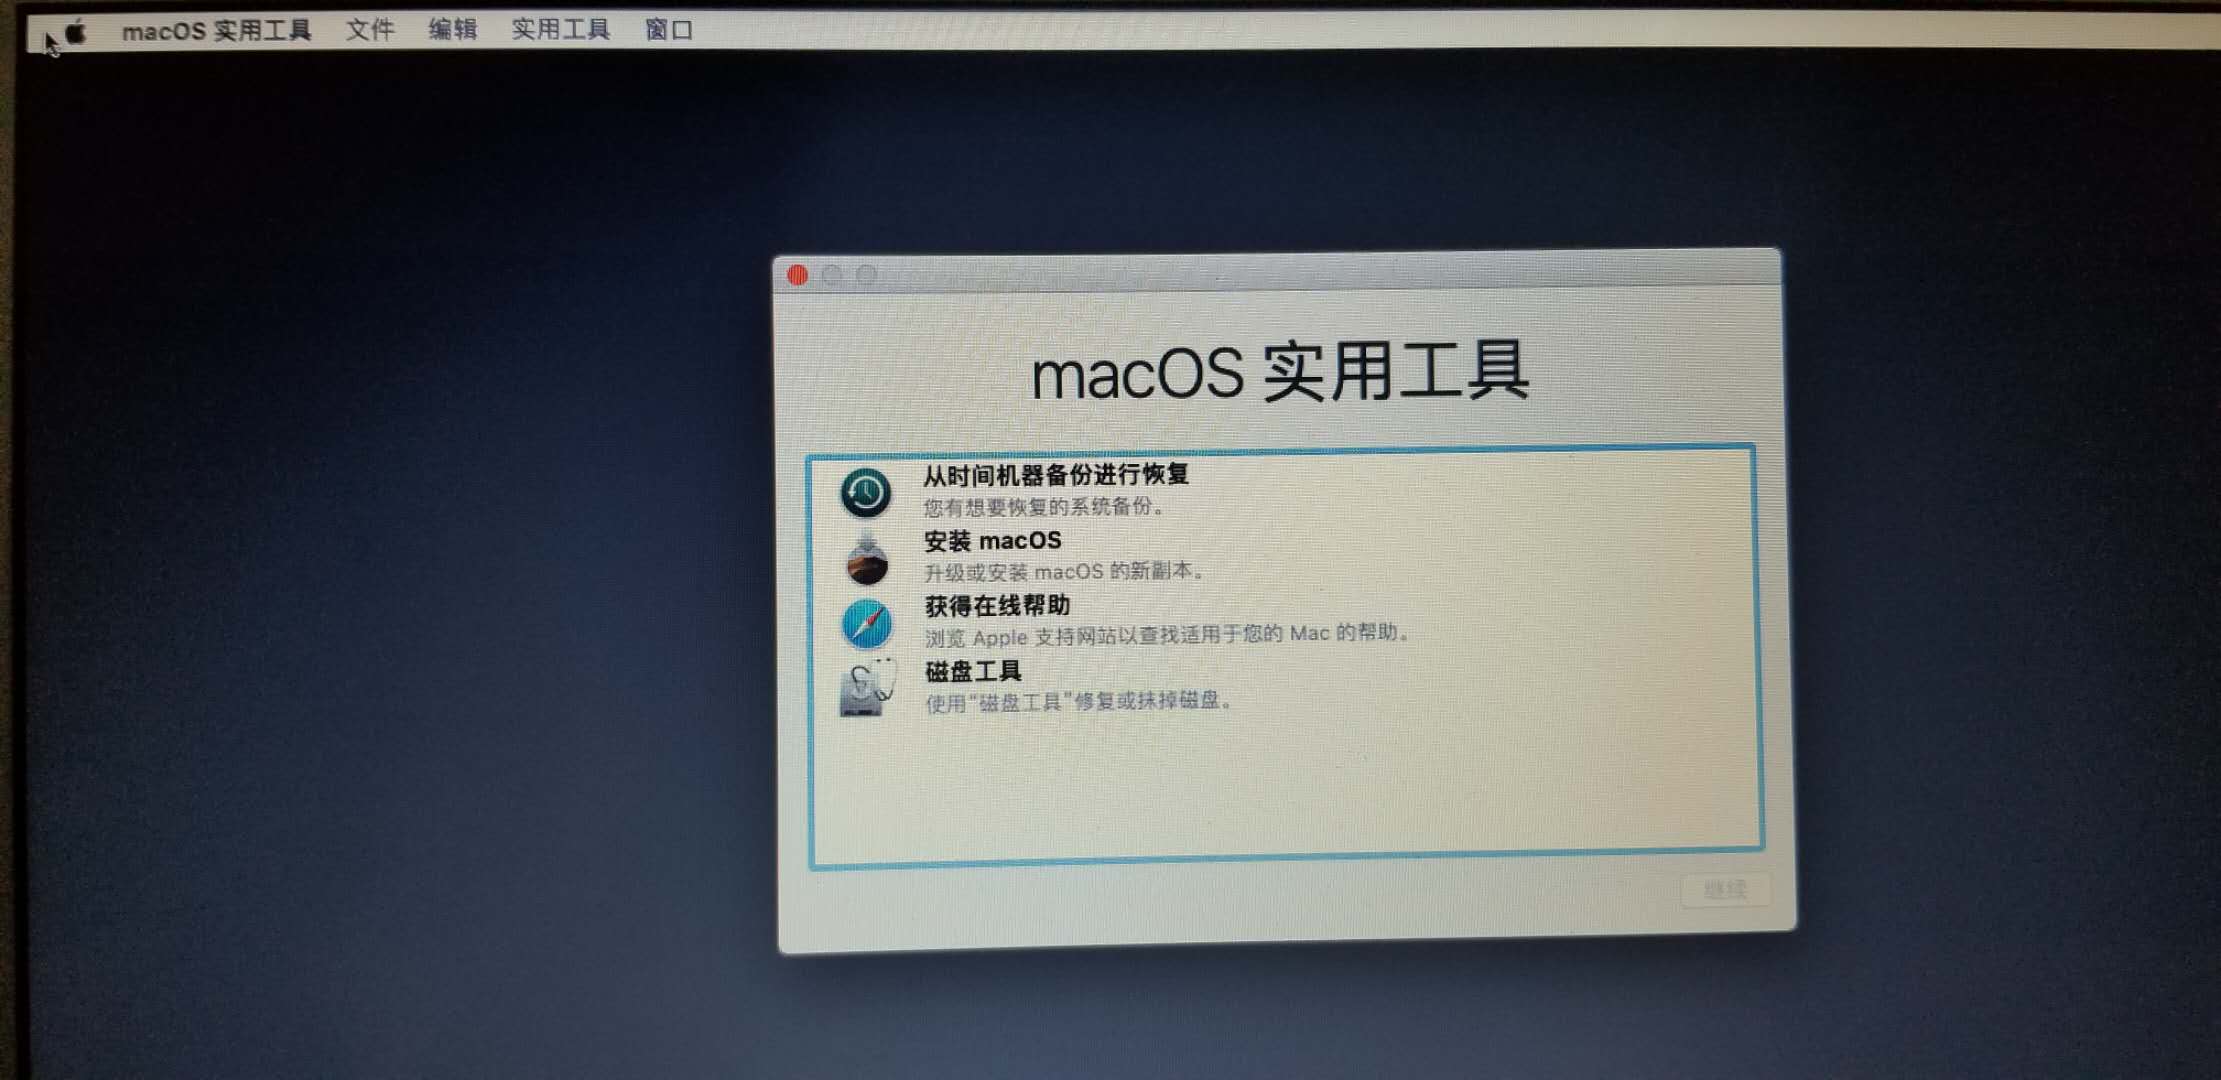 macOS 实用工具 文件 编辑 实用工具 窗口
macOS 实用工具
从时间机器备份进行恢复
您有想要恢复的系统备份。
安装 macOS
升级或安装 macOS 的新副本。
获得在线帮助
浏览 Apple 支持网站以查找适用于您的 Mac 的帮助。
磁盘工具
使用“磁盘工具”修复或抹掉磁盘。
继续